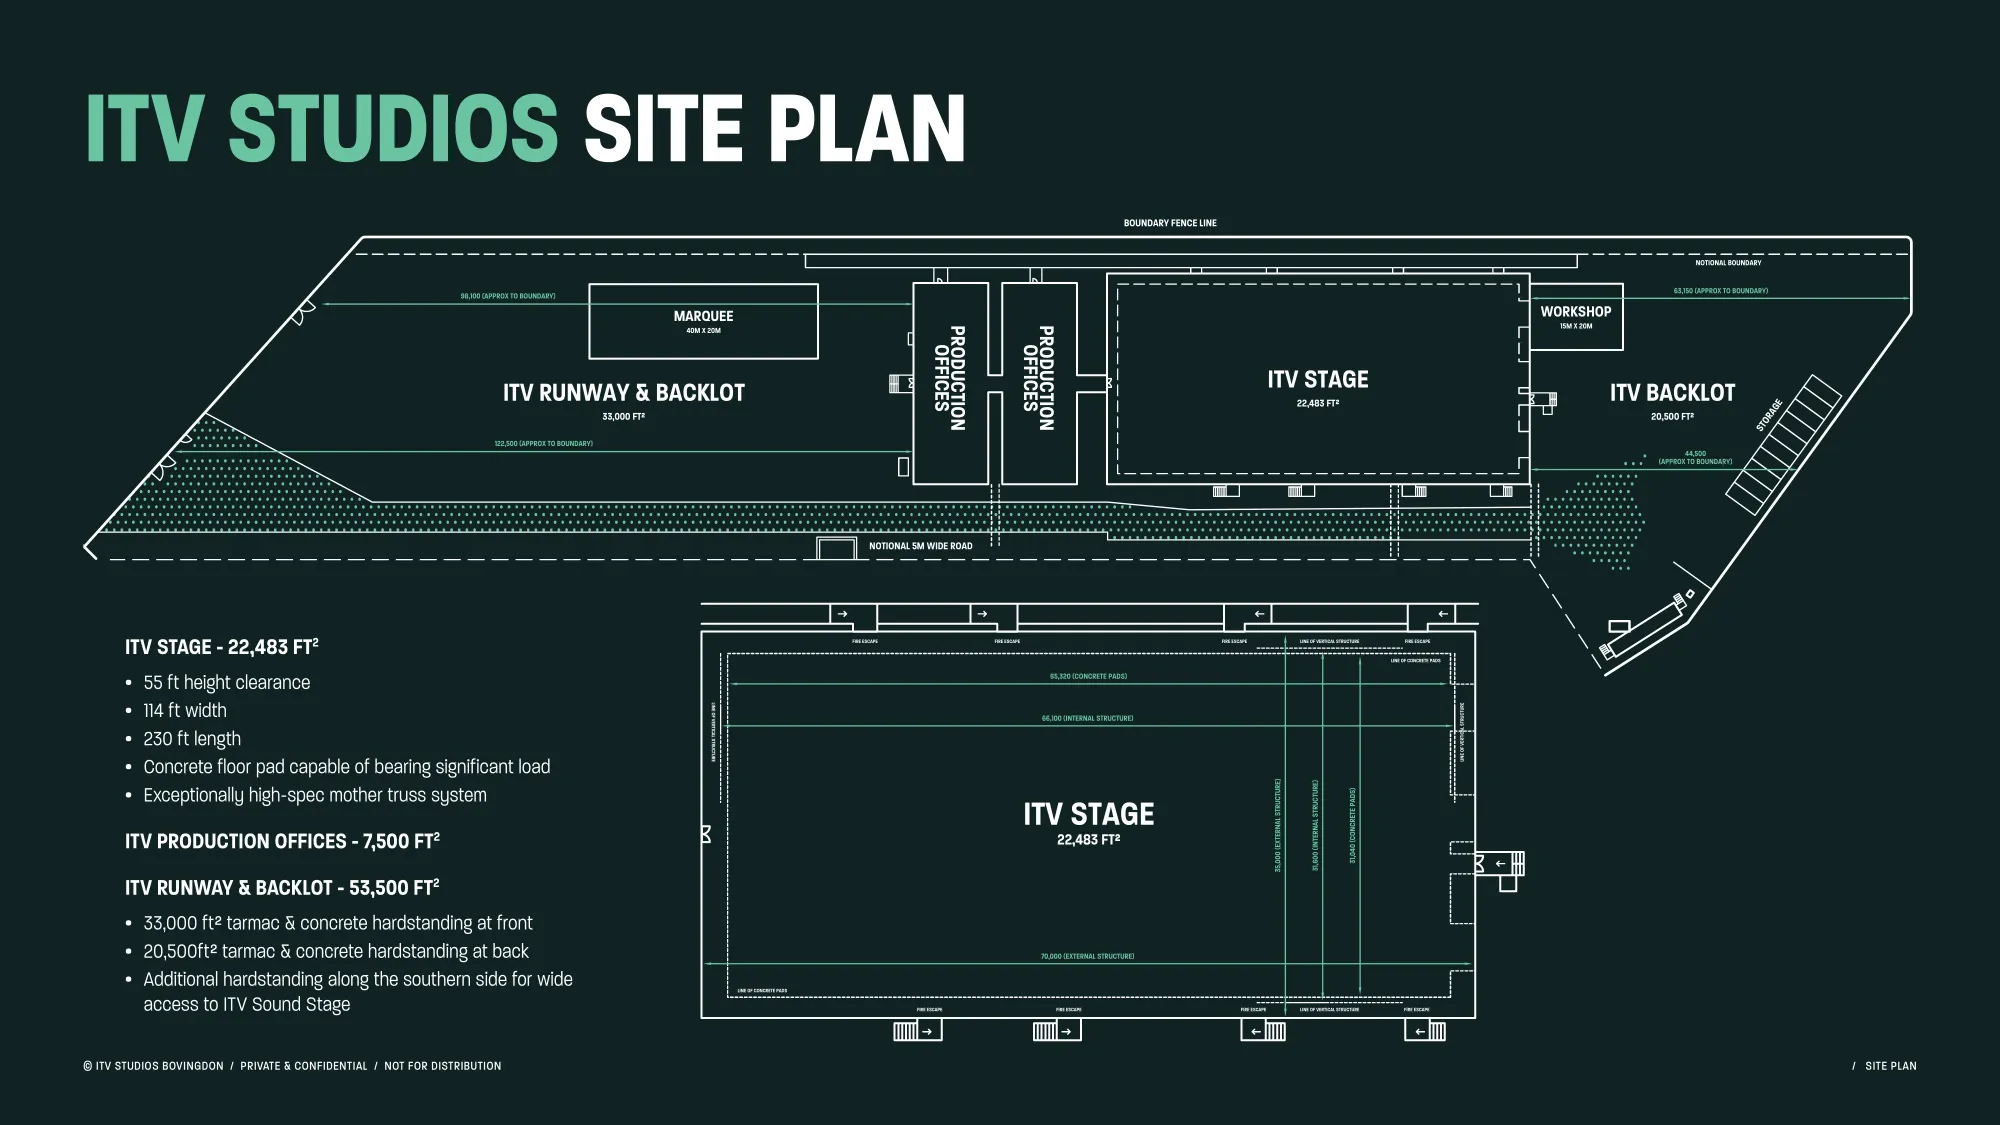 ITV STUDIOS SITE PLAN
BOUNDARY FENCE LINE
NOTIONAL BOUNDARY
98,100 (APPROX TO BOUNDARY)
63,150 (APPROX TO BOUNDARY)
MARQUEE
40M X 20M
WORKSHOP
15M X 20M
PRODUCTION
OFFICES
PRODUCTION
OFFICES
ITV STAGE
22,483 FT²
ITV RUNWAY & BACKLOT
33,000 FT²
ITV BACKLOT
20,500 FT²
STORAGE
122,500 (APPROX TO BOUNDARY)
44,500
(APPROX TO BOUNDARY)
NOTIONAL 5M WIDE ROAD
ITV STAGE - 22,483 FT²
• 55 ft height clearance
• 114 ft width
• 230 ft length
• Concrete floor pad capable of bearing significant load
• Exceptionally high-spec mother truss system
ITV PRODUCTION OFFICES - 7,500 FT²
ITV RUNWAY & BACKLOT - 53,500 FT²
• 33,000 ft² tarmac & concrete hardstanding at front
• 20,500ft² tarmac & concrete hardstanding at back
• Additional hardstanding along the southern side for wide
access to ITV Sound Stage
FIRE ESCAPE
FIRE ESCAPE
FIRE ESCAPE
LINE OF VERTICAL STRUCTURE
FIRE ESCAPE
LINE OF CONCRETE PADS
65,320 (CONCRETE PADS)
66,100 (INTERNAL STRUCTURE)
LINE OF VERTICAL STRUCTURE
LINE OF VERTICAL STRUCTURE
ITV STAGE
22,483 FT²
35,000 (EXTERNAL STRUCTURE)
31,600 (INTERNAL STRUCTURE)
31,040 (CONCRETE PADS)
70,000 (EXTERNAL STRUCTURE)
LINE OF CONCRETE PADS
FIRE ESCAPE
FIRE ESCAPE
FIRE ESCAPE
LINE OF VERTICAL STRUCTURE
FIRE ESCAPE
© ITV STUDIOS BOVINGDON / PRIVATE & CONFIDENTIAL / NOT FOR DISTRIBUTION
/ SITE PLAN